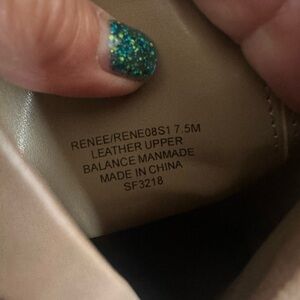 RENEE/RENE08S1 7.5M
LEATHER UPPER
BALANCE MANMADE
MADE IN CHINA
SF3218